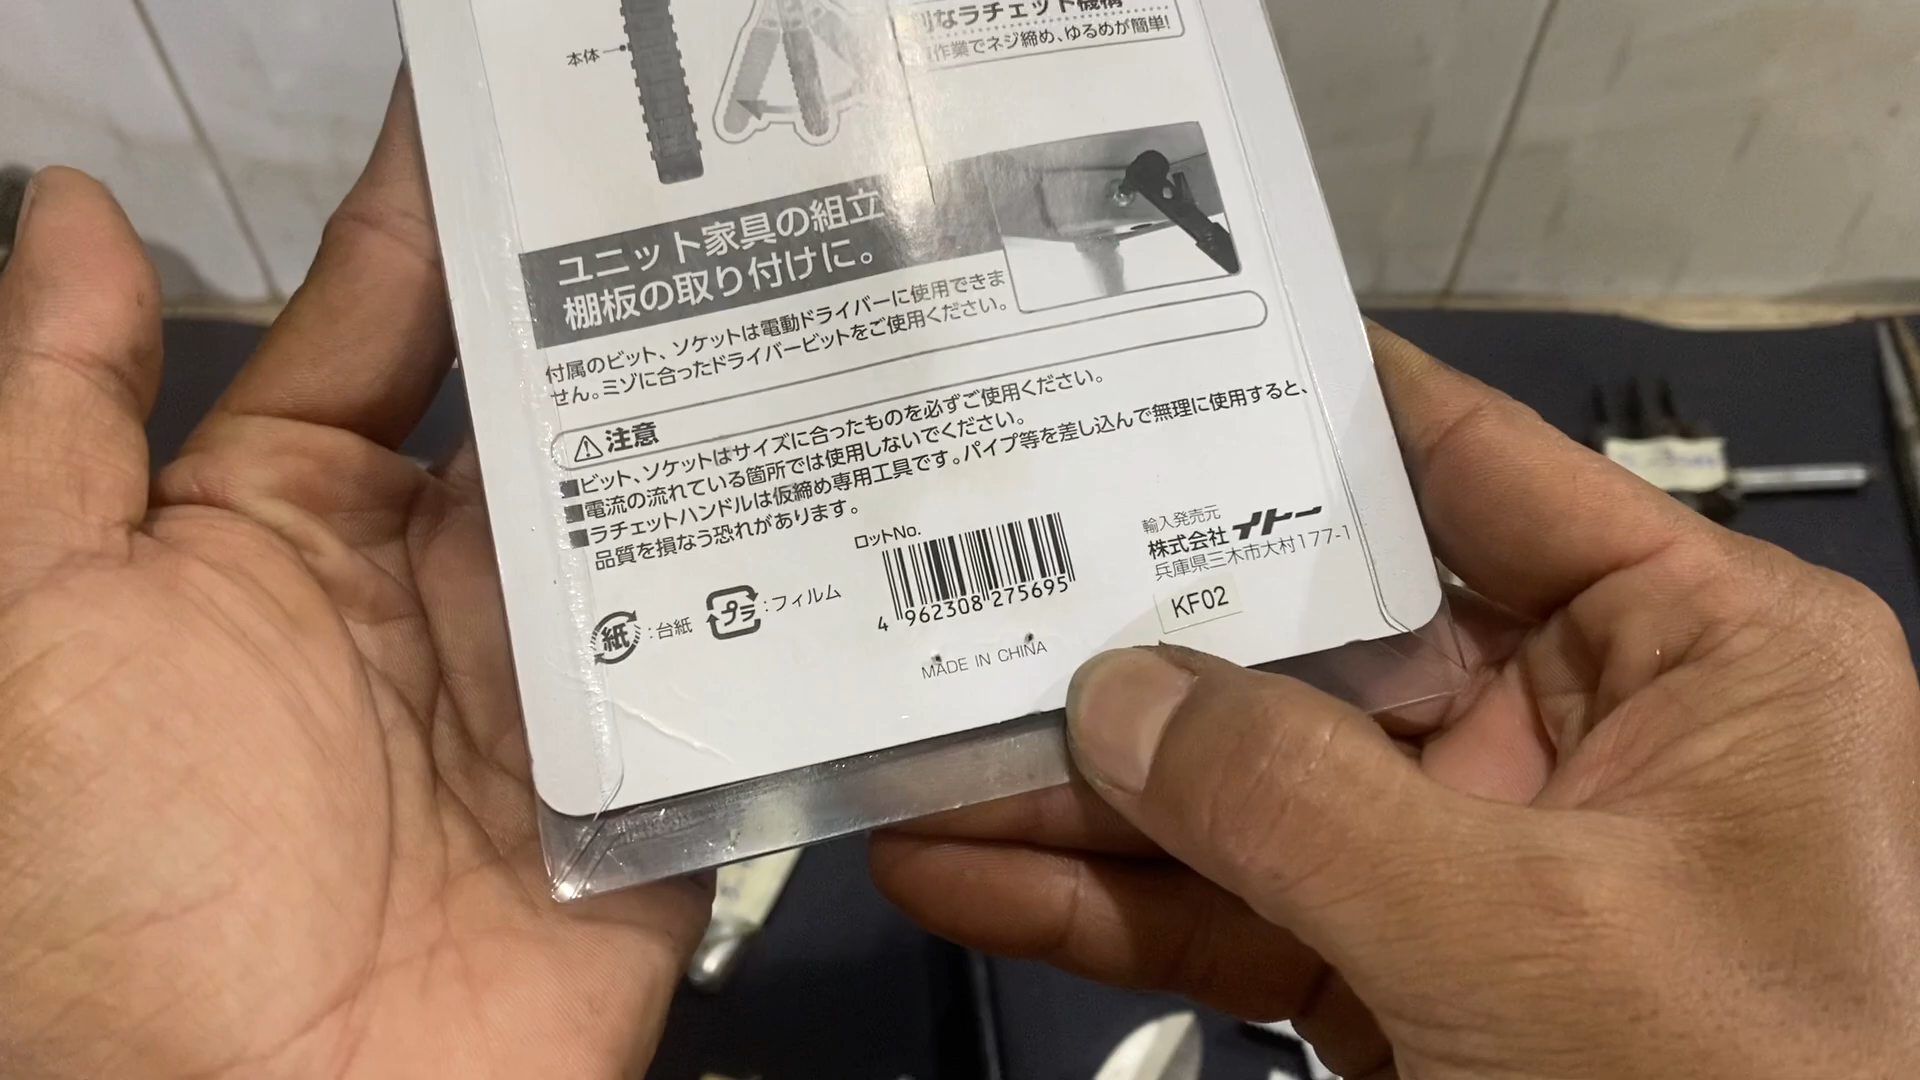 なラチェット機構
作業でネジ締め、ゆるめが簡単!
本体
ユニット家具の組立
棚板の取り付けに。
付属のビット、ソケットは電動ドライバーに使用できま
せん。ミゾに合ったドライバービットをご使用ください。
⚠注意
■ビット、ソケットはサイズに合ったものを必ずご使用ください。
■電流の流れている箇所では使用しないでください。
■ラチェットハンドルは仮締め専用工具です。パイプ等を差し込んで無理に使用すると、
品質を損なう恐れがあります。
ロットNo.
4 962308 275695
輸入発売元
株式会社イトー
兵庫県三木市大村177-1
KF02
紙:台紙 プラ:フィルム
MADE IN CHINA